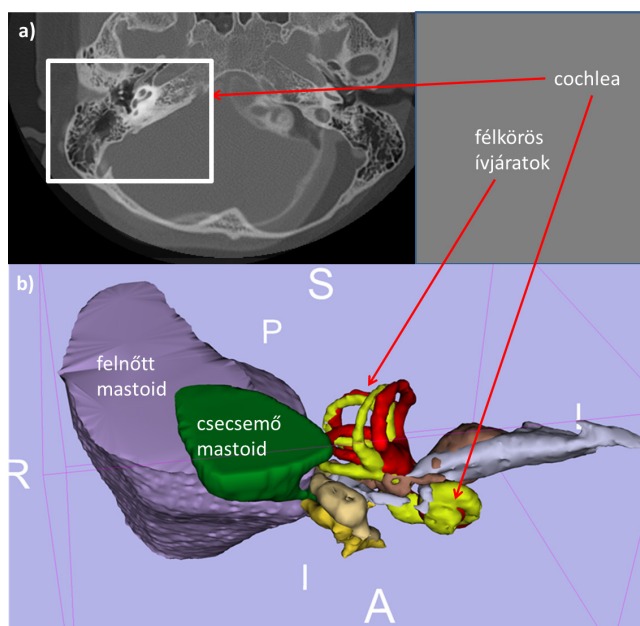 a)
cochlea
félkörös
ívjáratok
b)
S
P
felnőtt
mastoid
csecsemő
mastoid
L
R
I
A